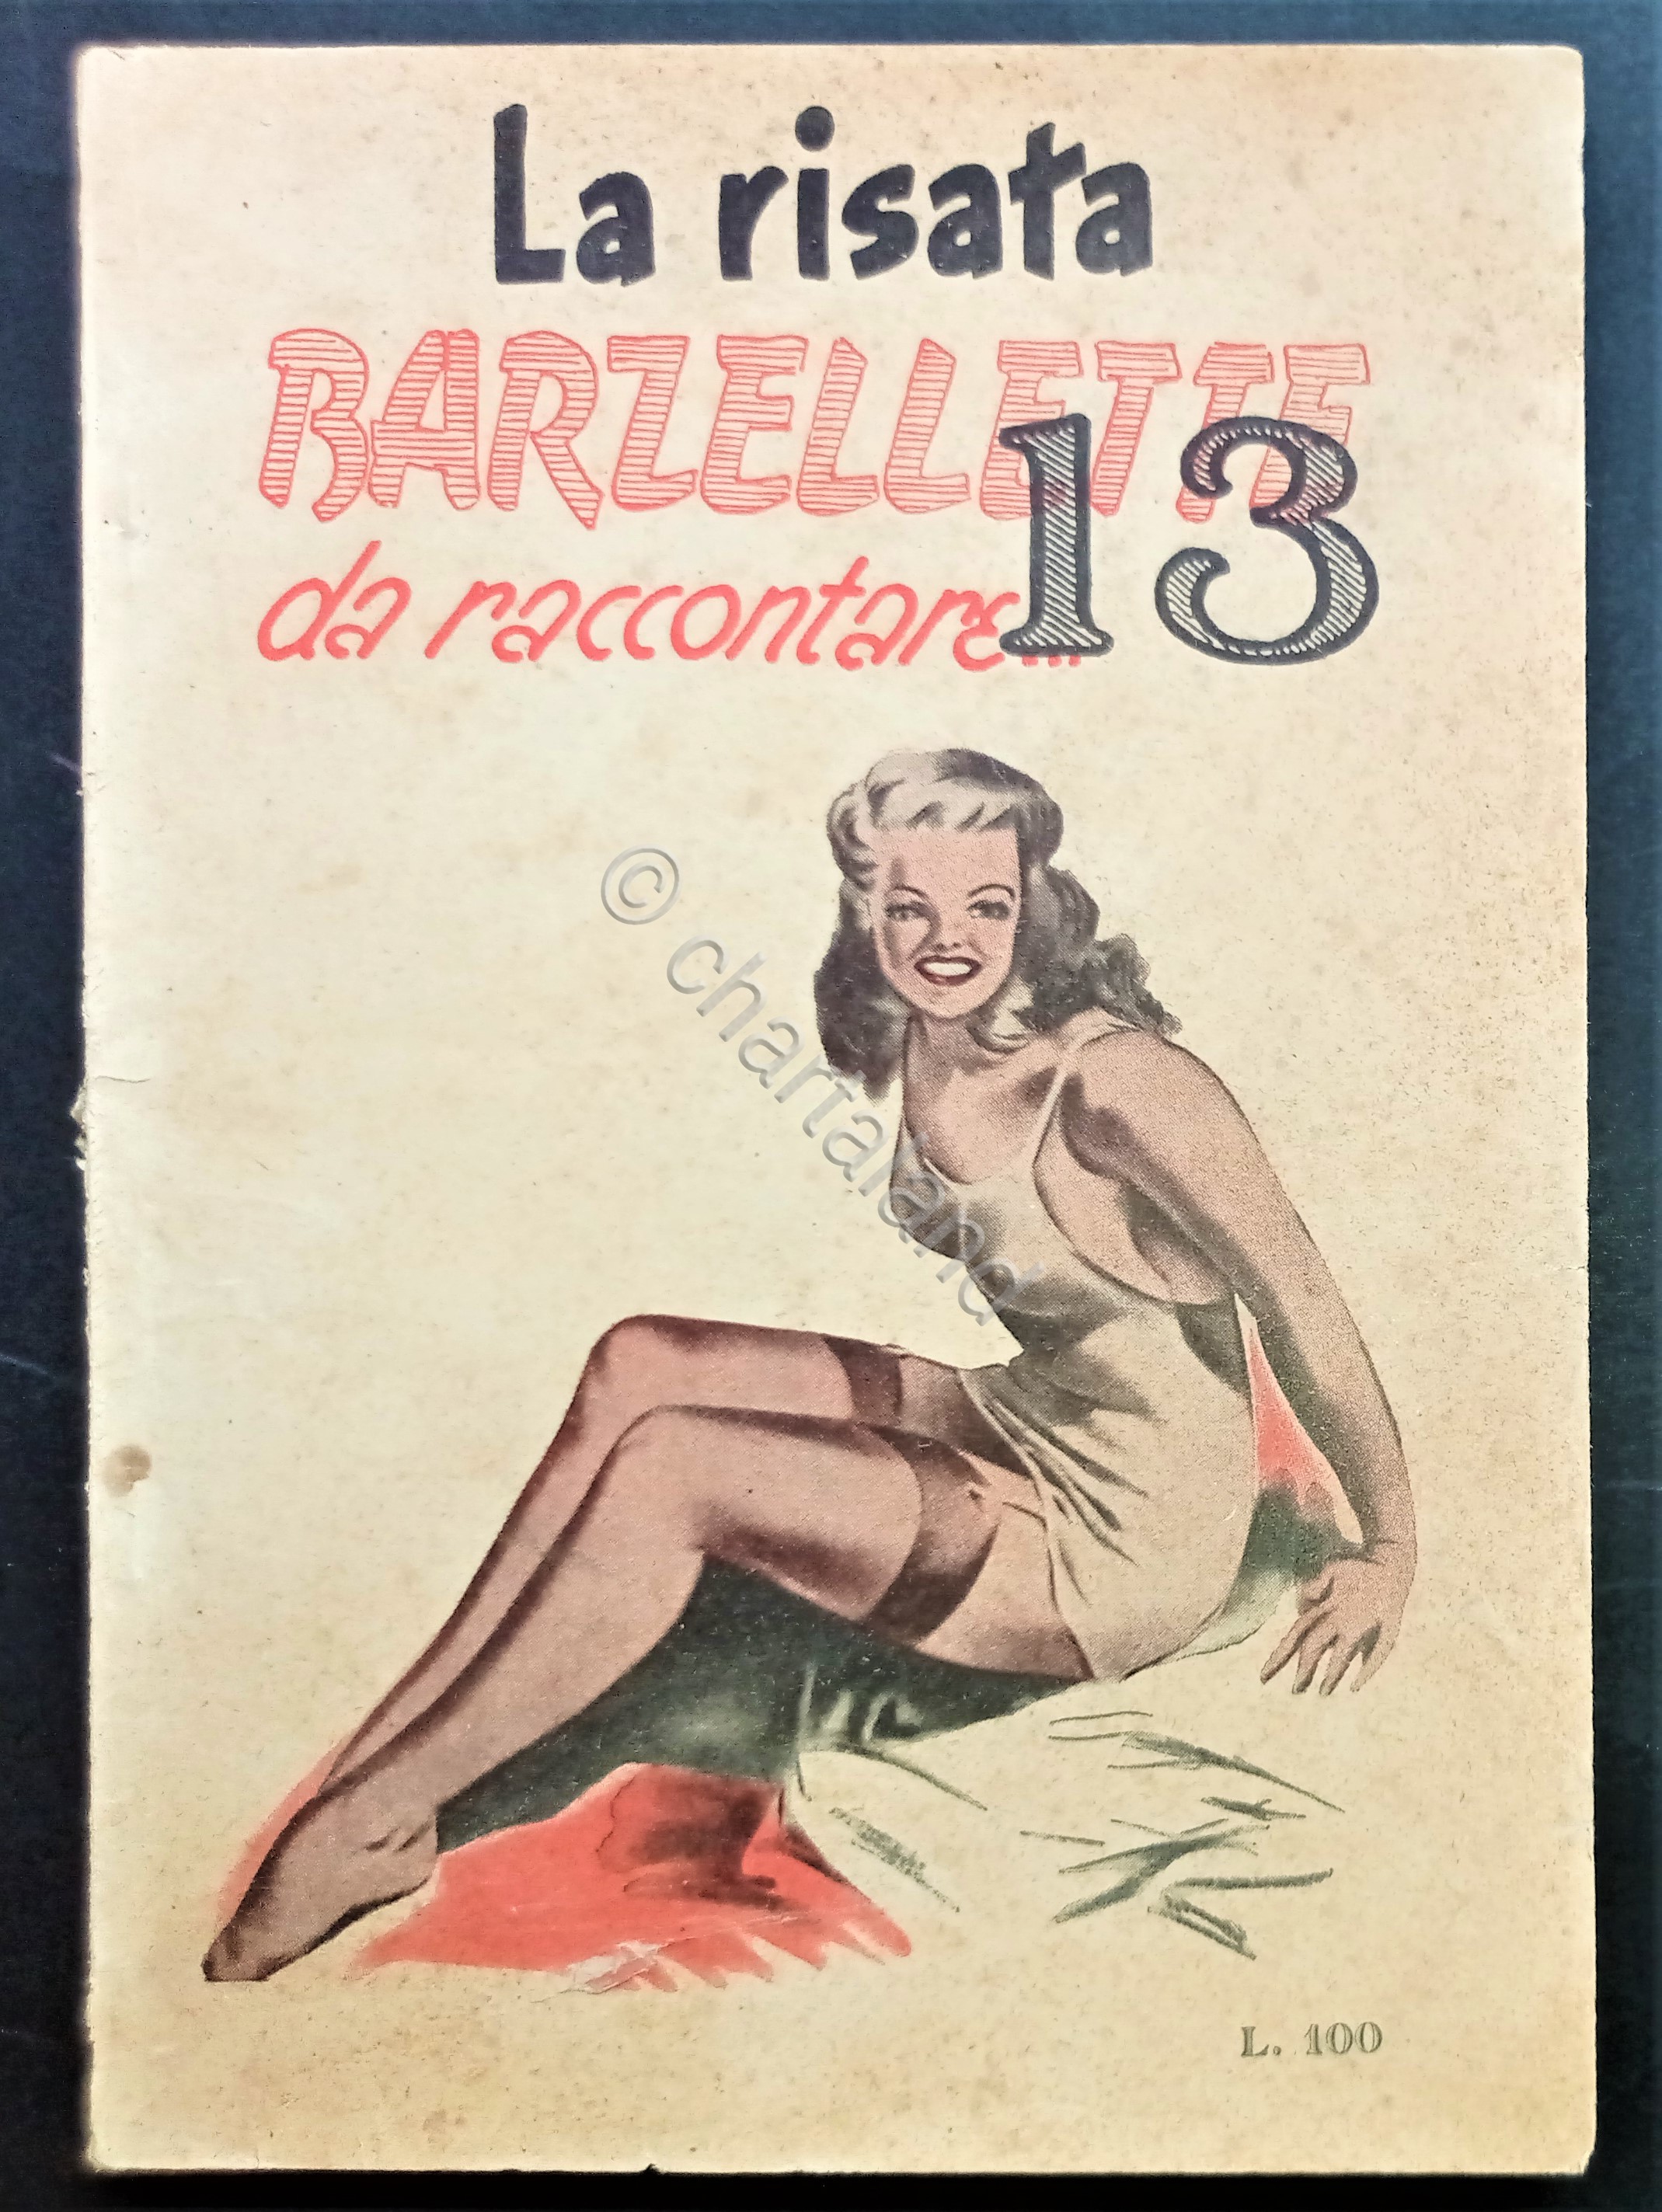 La risata
BARZELLETTE
da raccontare...
13
© chartaland
L. 100